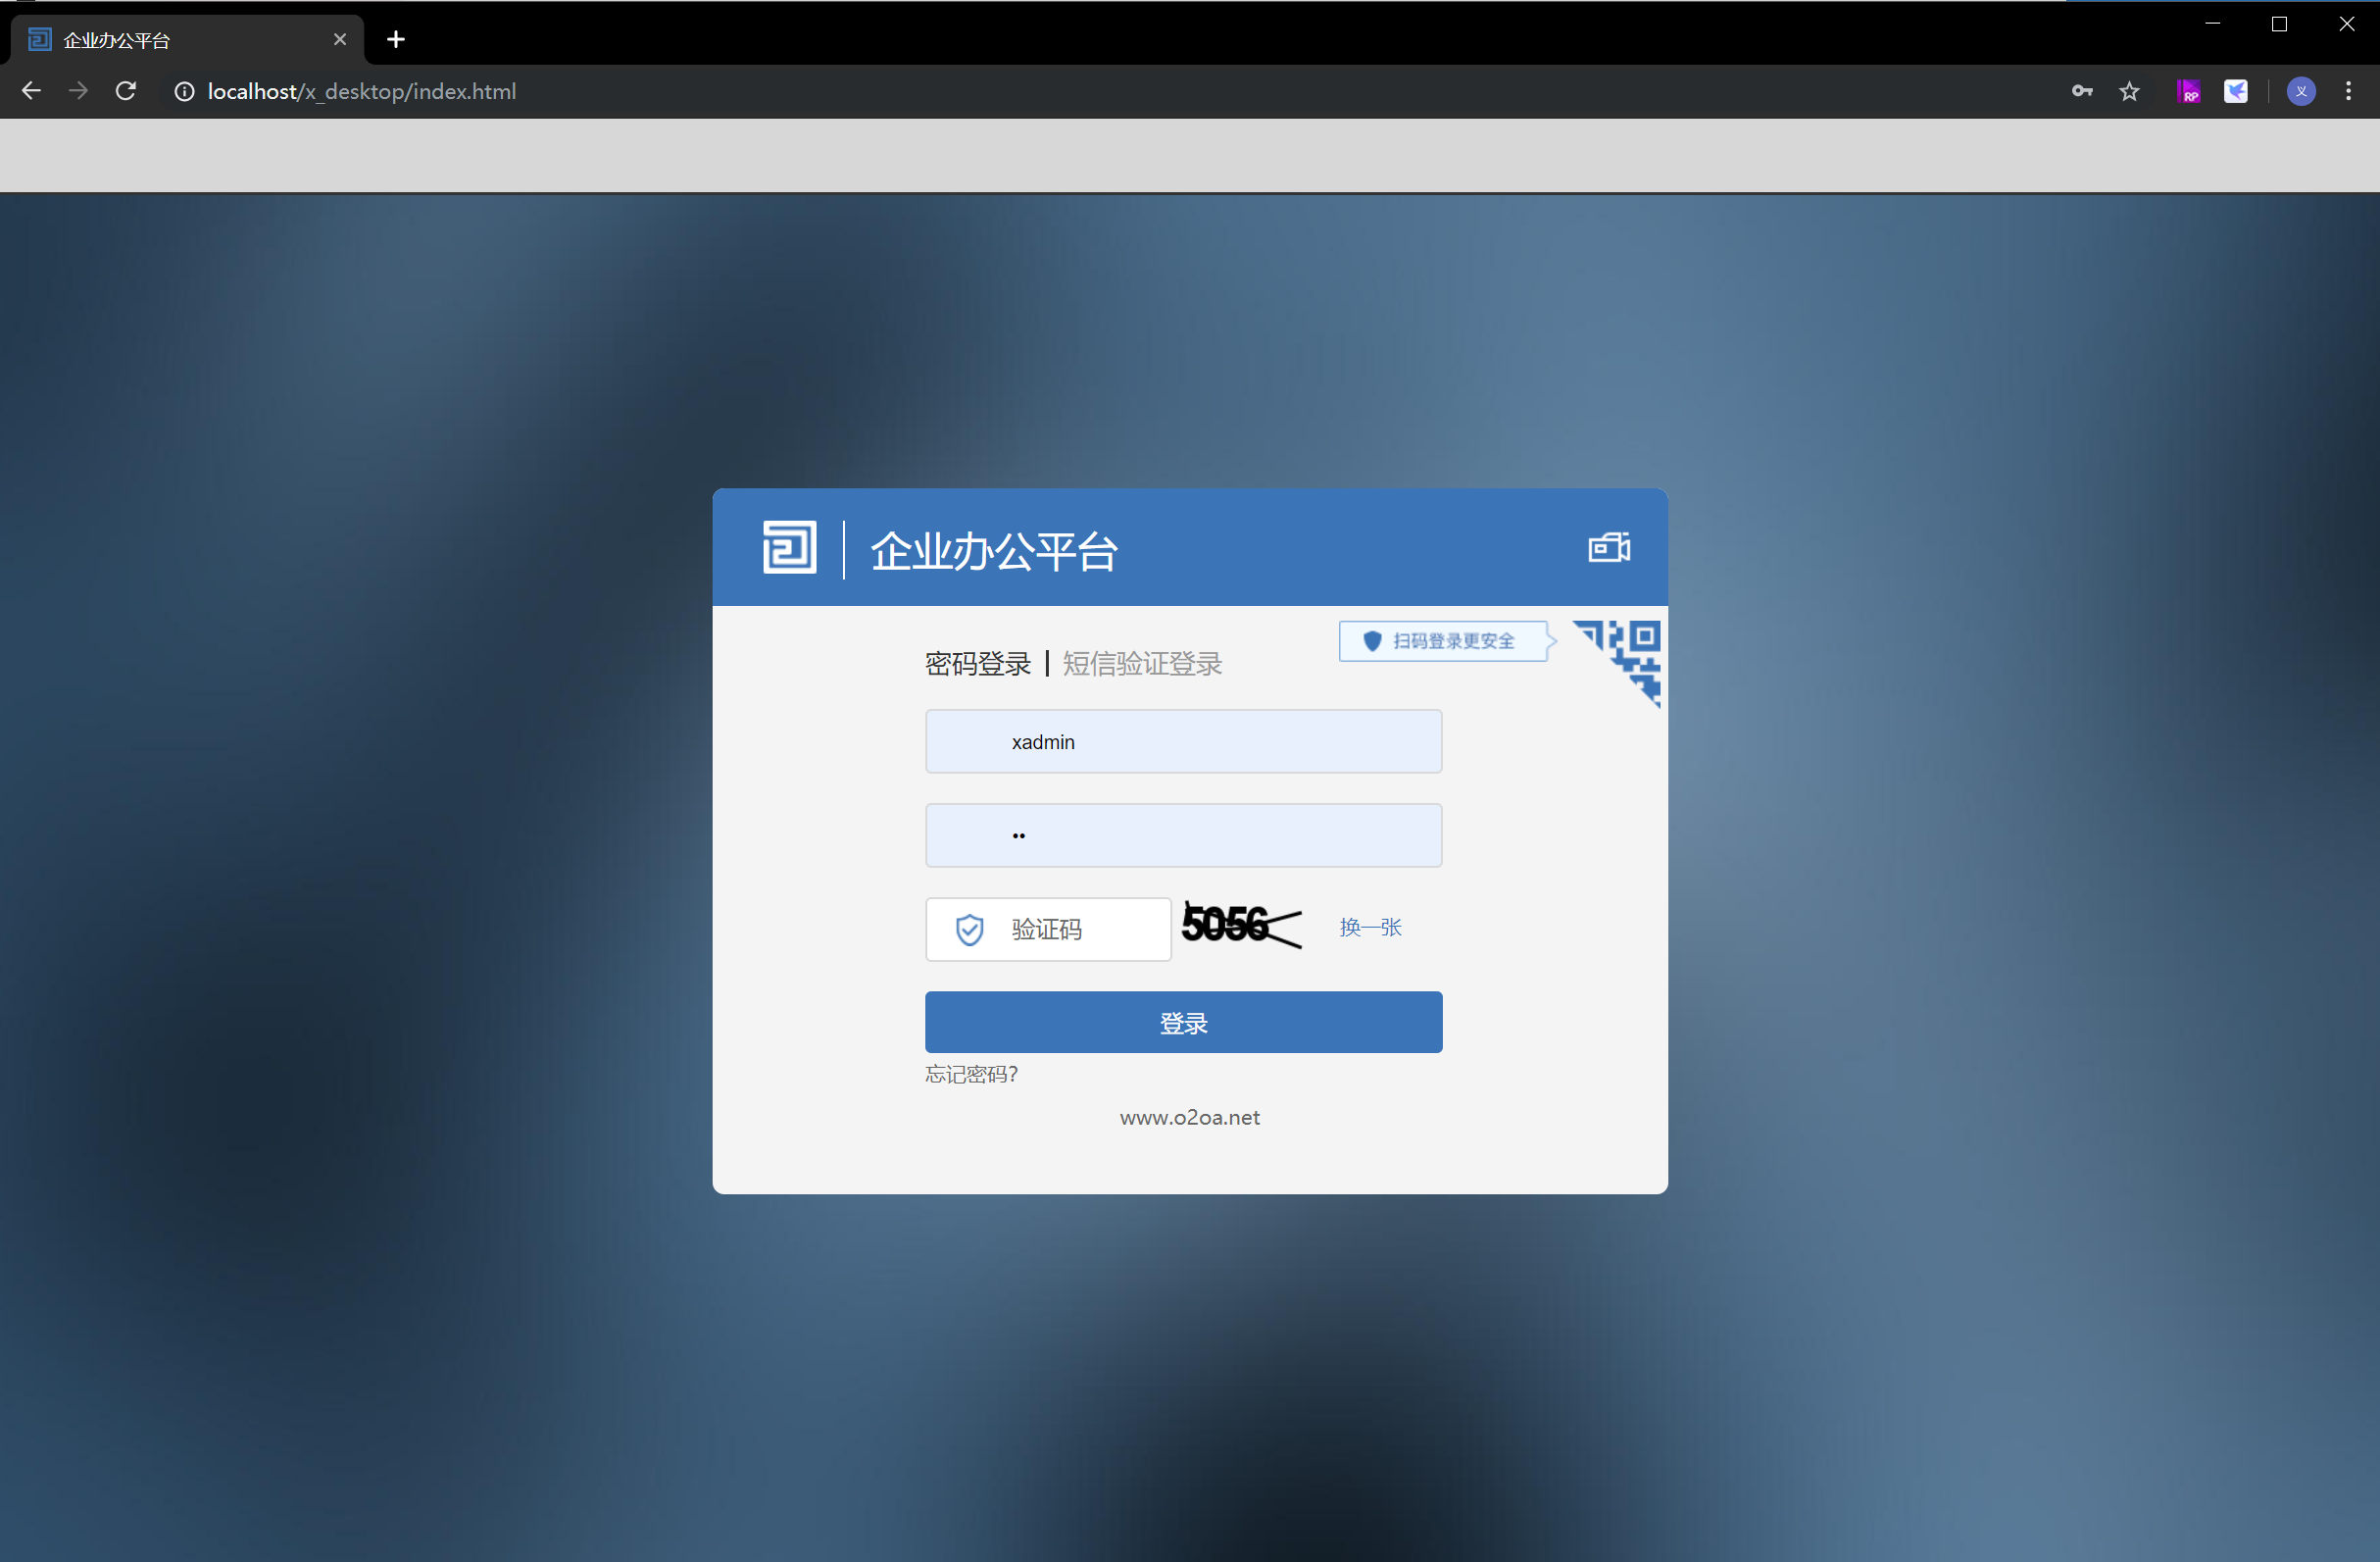 企业办公平台
localhost/x_desktop/index.html
RP
义
企业办公平台
扫码登录更安全
密码登录 | 短信验证登录
xadmin
••
验证码 5056 换一张
登录
忘记密码?
www.o2oa.net